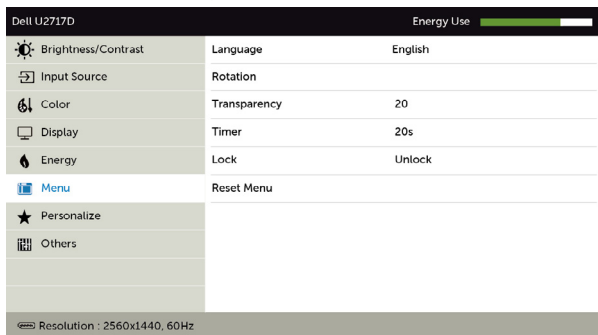 Dell U2717D Energy Use
Brightness/Contrast Language English
Input Source Rotation
Color Transparency 20
Display Timer 20s
Energy Lock Unlock
Menu Reset Menu
Personalize
Others
Resolution : 2560x1440, 60Hz